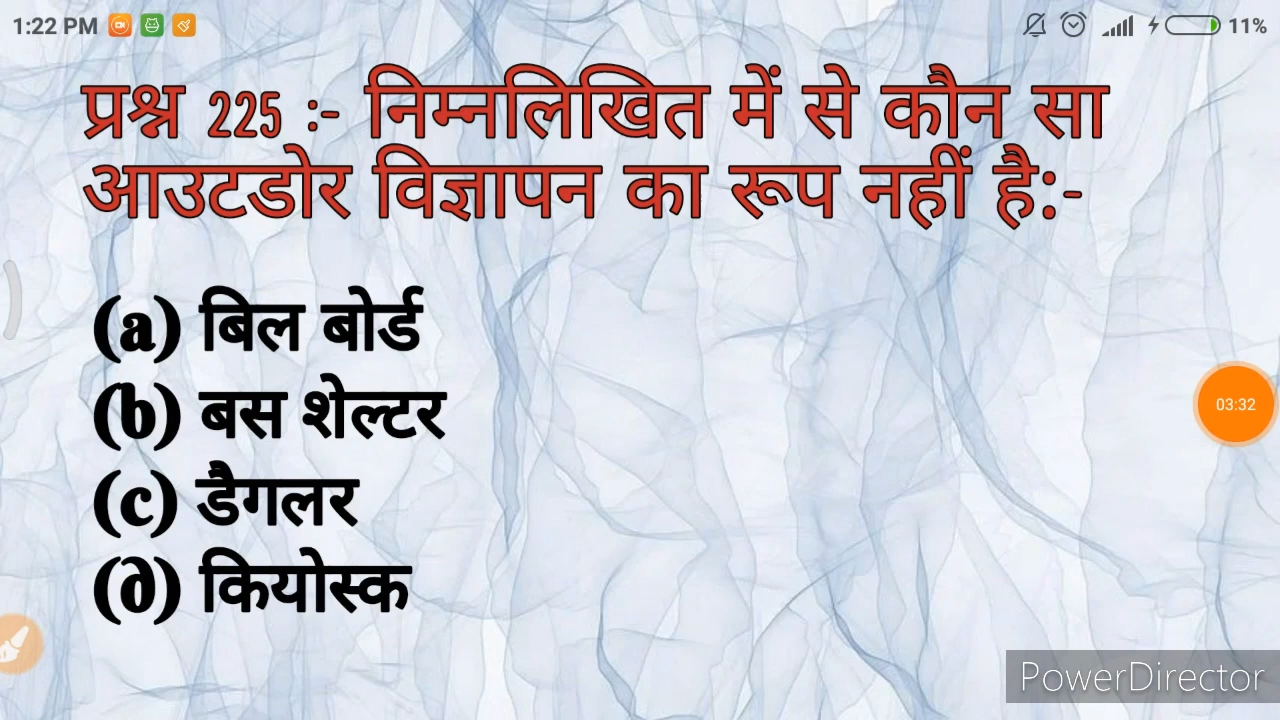 1:22 PM 11%
प्रश्न 225 :- निम्नलिखित में से कौन सा
आउटडोर विज्ञापन का रूप नहीं है:-
(a) बिल बोर्ड
(b) बस शेल्टर
(c) डैगलर
03:32
(d) कियोस्क
PowerDirector